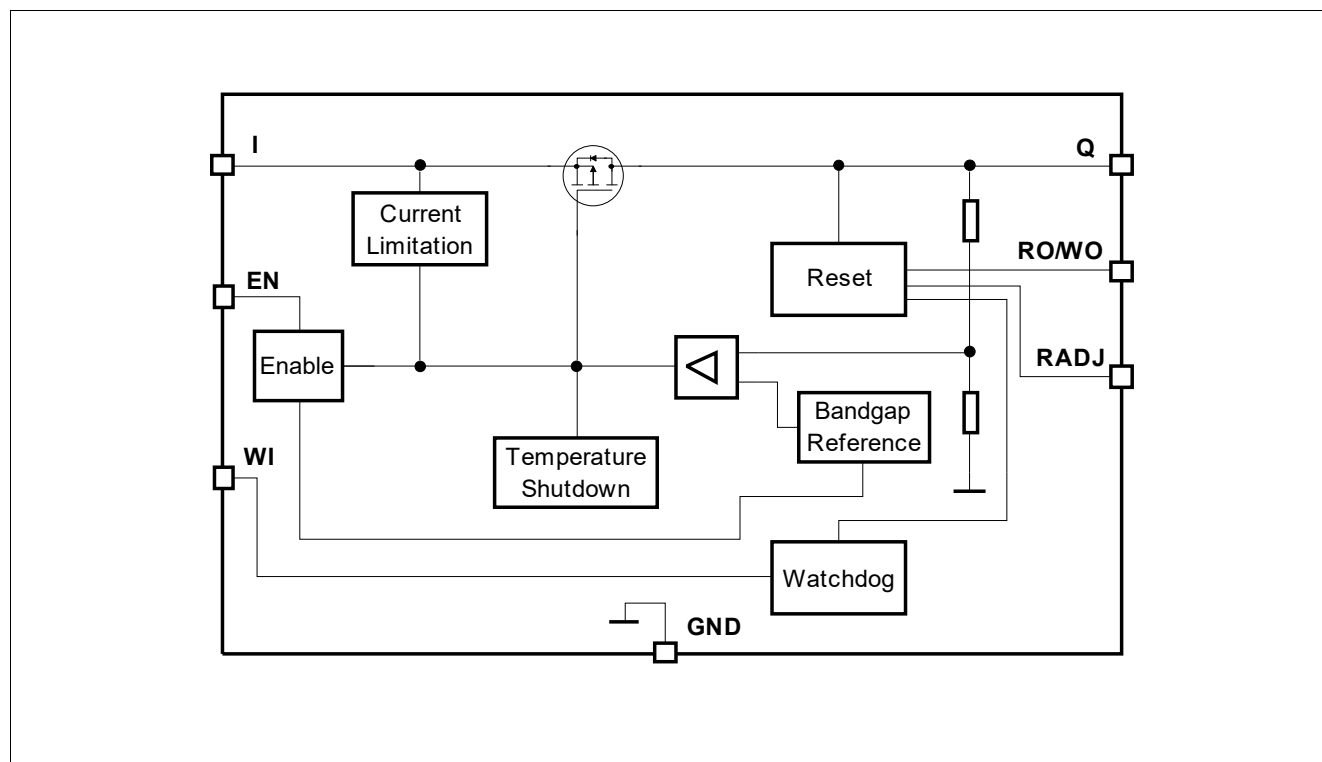 I
Q
Current
Limitation
RO/WO
EN
Reset
Enable
RADJ
Bandgap
Reference
WI
Temperature
Shutdown
Watchdog
GND